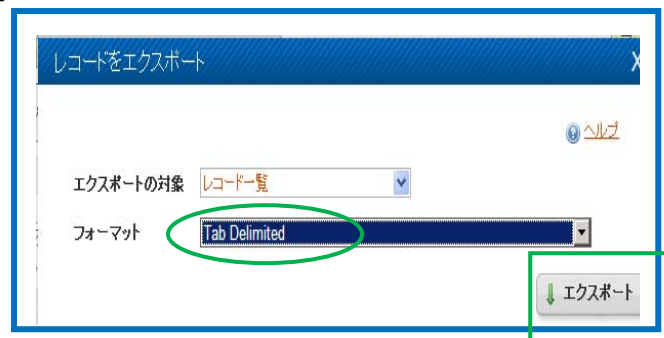 レコードをエクスポート X
ヘルプ
エクスポートの対象 レコード一覧
フォーマット Tab Delimited
エクスポート